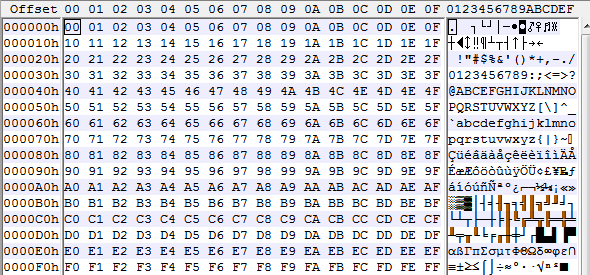 Offset 00 01 02 03 04 05 06 07 08 09 0A 0B 0C 0D 0E 0F 0123456789ABCDEF
000000h 00 01 02 03 04 05 06 07 08 09 0A 0B 0C 0D 0E 0F
000010h 10 11 12 13 14 15 16 17 18 19 1A 1B 1C 1D 1E 1F
000020h 20 21 22 23 24 25 26 27 28 29 2A 2B 2C 2D 2E 2F !"#$%&'()*+,-./
000030h 30 31 32 33 34 35 36 37 38 39 3A 3B 3C 3D 3E 3F 0123456789:;<=>?
000040h 40 41 42 43 44 45 46 47 48 49 4A 4B 4C 4D 4E 4F @ABCDEFGHIJKLMNO
000050h 50 51 52 53 54 55 56 57 58 59 5A 5B 5C 5D 5E 5F PQRSTUVWXYZ[\]^_
000060h 60 61 62 63 64 65 66 67 68 69 6A 6B 6C 6D 6E 6F `abcdefghijklmno
000070h 70 71 72 73 74 75 76 77 78 79 7A 7B 7C 7D 7E 7F pqrstuvwxyz{|}~⌂
000080h 80 81 82 83 84 85 86 87 88 89 8A 8B 8C 8D 8E 8F ÇüéâäàåçêëèïîìÄÅ
000090h 90 91 92 93 94 95 96 97 98 99 9A 9B 9C 9D 9E 9F ÉæÆôöòûùÿÖÜ¢£¥₧ƒ
0000A0h A0 A1 A2 A3 A4 A5 A6 A7 A8 A9 AA AB AC AD AE AF áíóúñÑªº¿⌐¬½¼¡«»
0000B0h B0 B1 B2 B3 B4 B5 B6 B7 B8 B9 BA BB BC BD BE BF ░▒▓│┤╡╢╖╕╣║╗╝╜╛┐
0000C0h C0 C1 C2 C3 C4 C5 C6 C7 C8 C9 CA CB CC CD CE CF └┴┬├─┼╞╟╚╔╩╦╠═╬╧
0000D0h D0 D1 D2 D3 D4 D5 D6 D7 D8 D9 DA DB DC DD DE DF ╨╤╥╙╘╒╓╫╪┘┌█▄▌▐▀
0000E0h E0 E1 E2 E3 E4 E5 E6 E7 E8 E9 EA EB EC ED EE EF αßΓπΣσµτΦΘΩδ∞φε∩
0000F0h F0 F1 F2 F3 F4 F5 F6 F7 F8 F9 FA FB FC FD FE FF ≡±≥≤⌠⌡÷≈°∙·√ⁿ²■